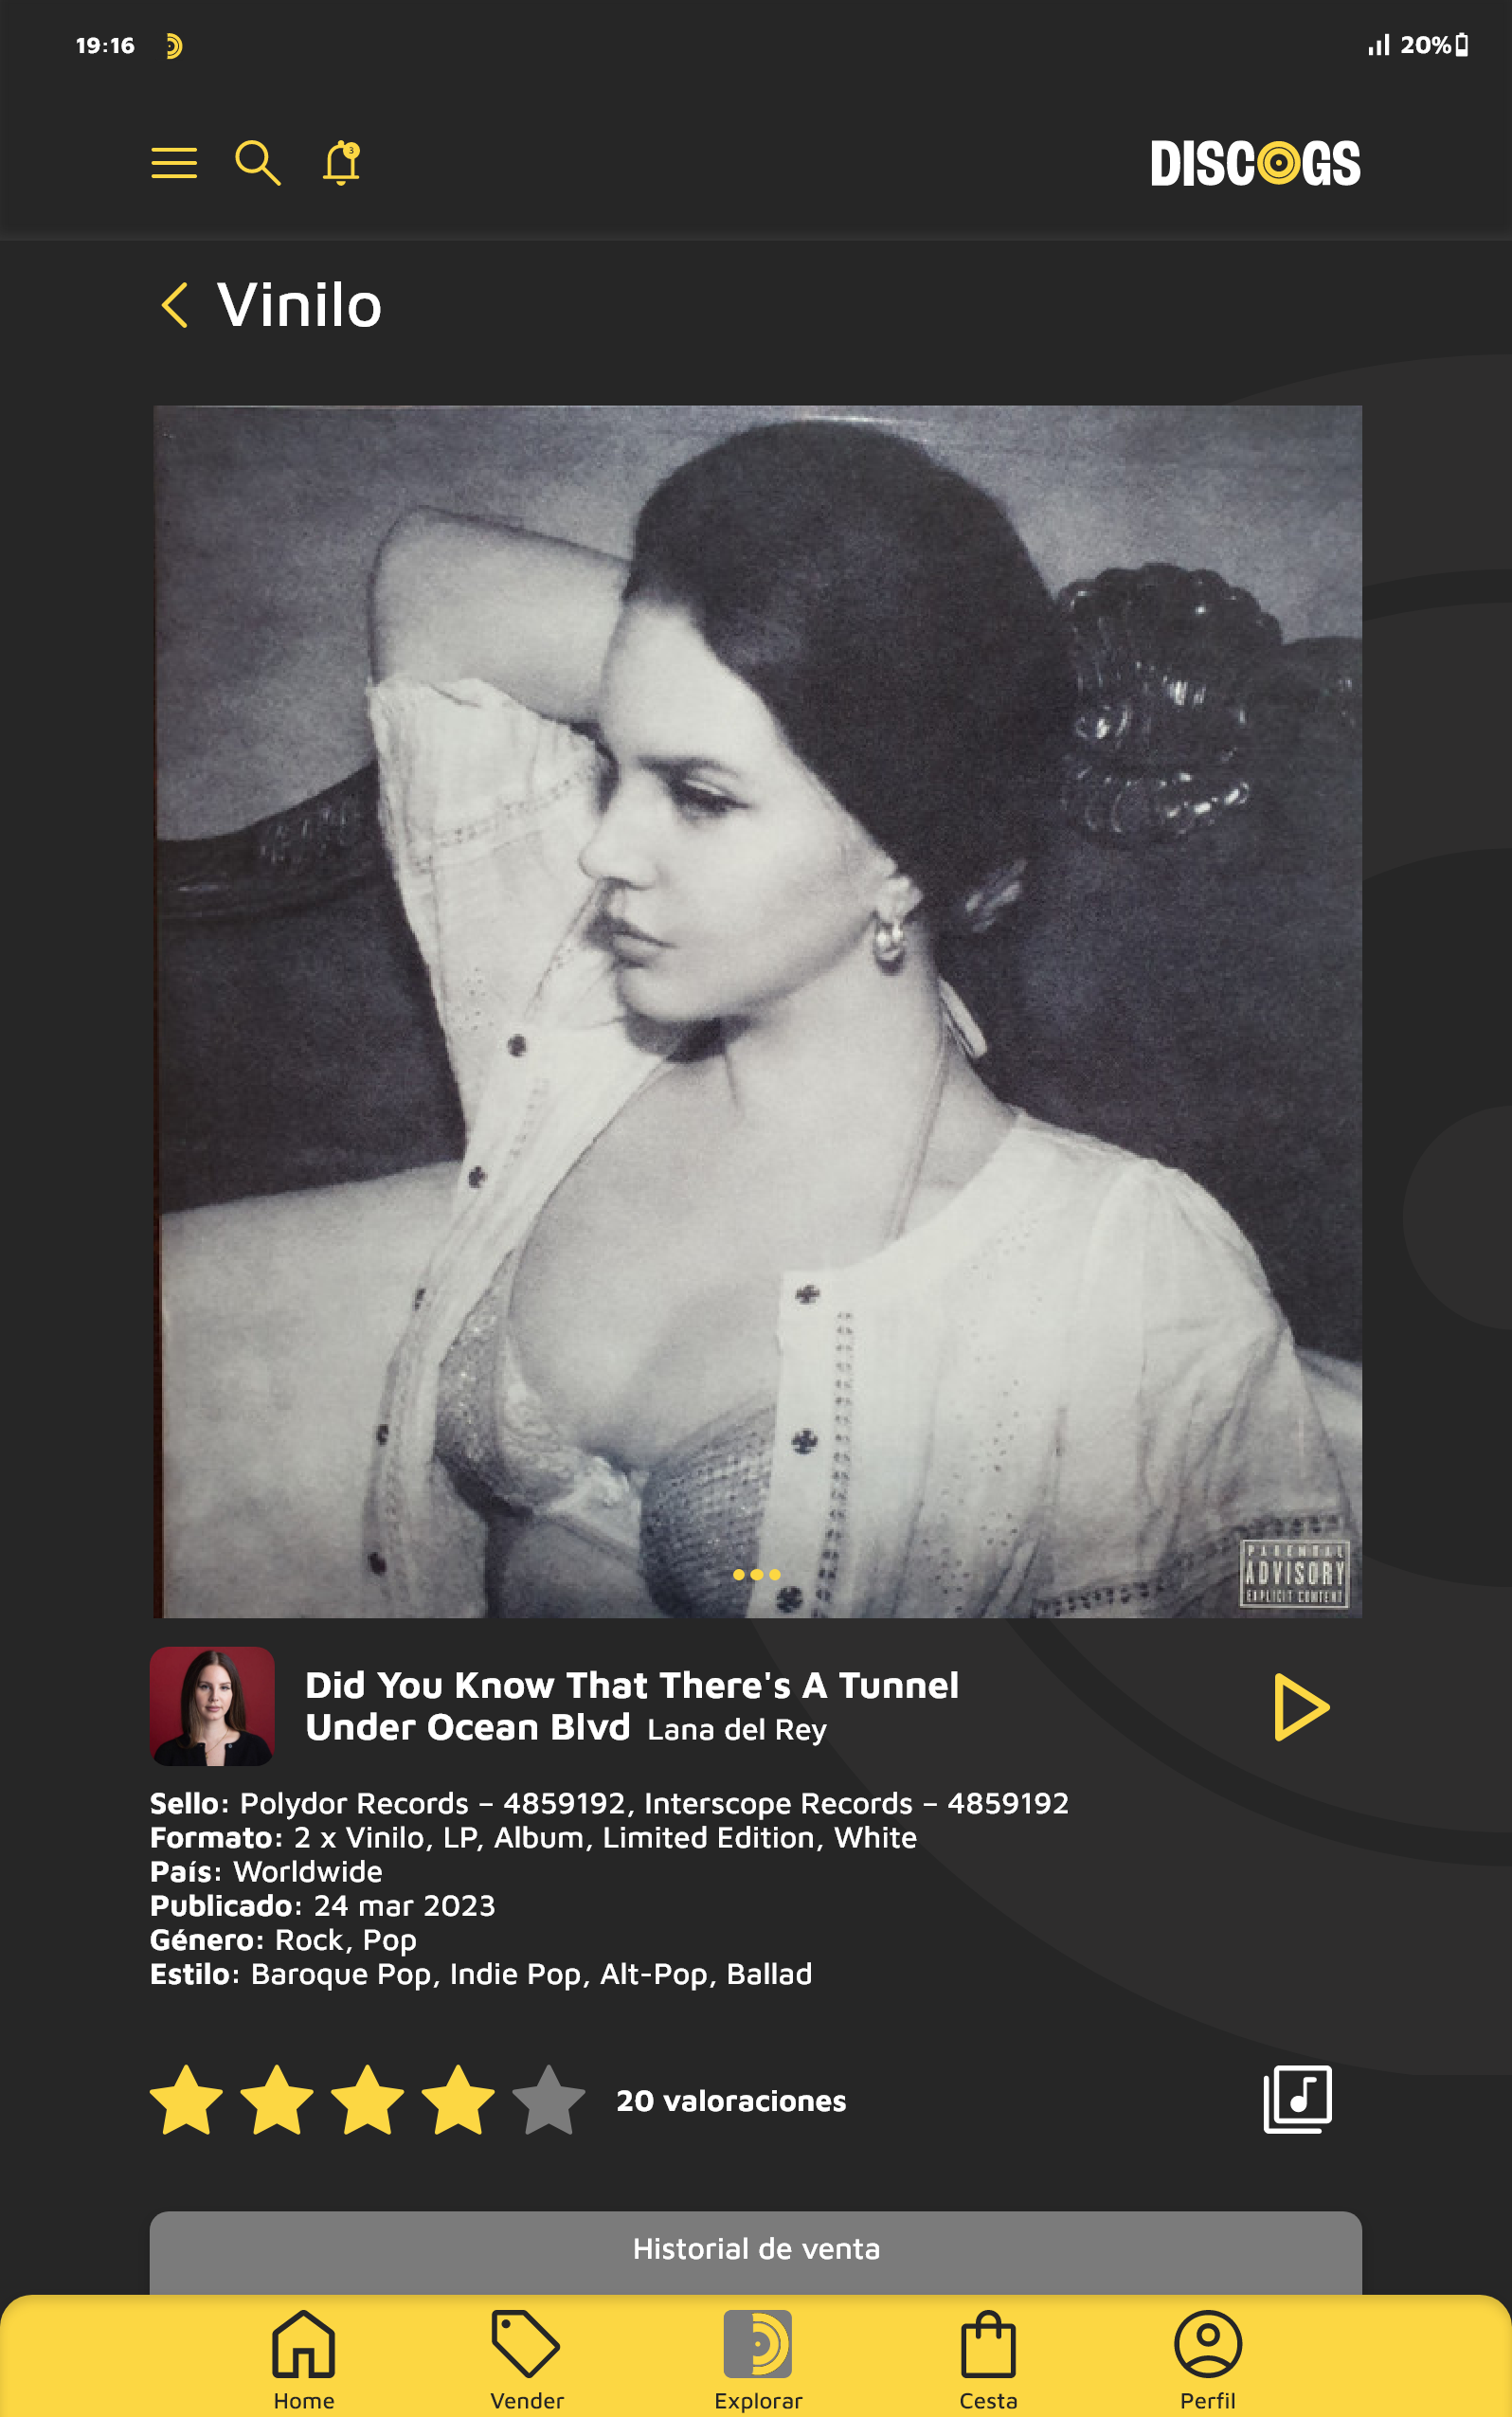 19:16
20%
3
DISCOGS
Vinilo
PARENTAL
ADVISORY
EXPLICIT CONTENT
Did You Know That There's A Tunnel
Under Ocean Blvd Lana del Rey
Sello: Polydor Records – 4859192, Interscope Records – 4859192
Formato: 2 x Vinilo, LP, Album, Limited Edition, White
País: Worldwide
Publicado: 24 mar 2023
Género: Rock, Pop
Estilo: Baroque Pop, Indie Pop, Alt-Pop, Ballad
20 valoraciones
Historial de venta
Home
Vender
Explorar
Cesta
Perfil